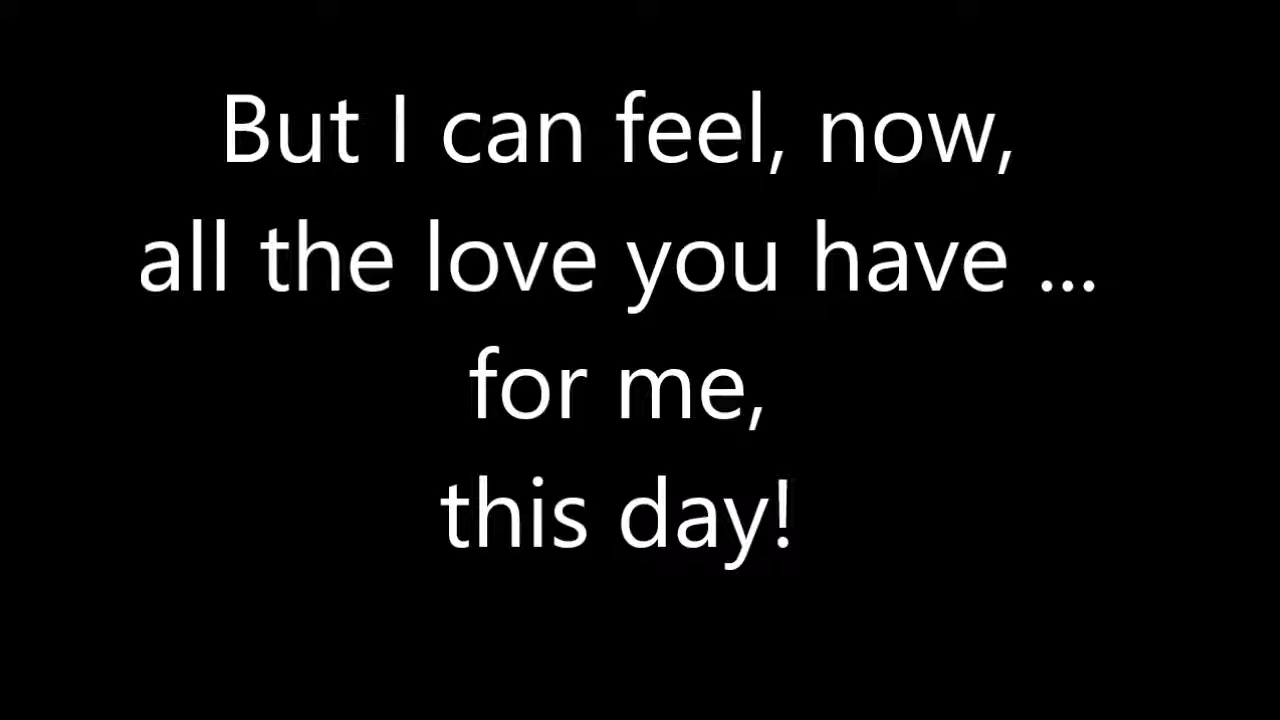 But I can feel, now,
all the love you have ...
for me,
this day!